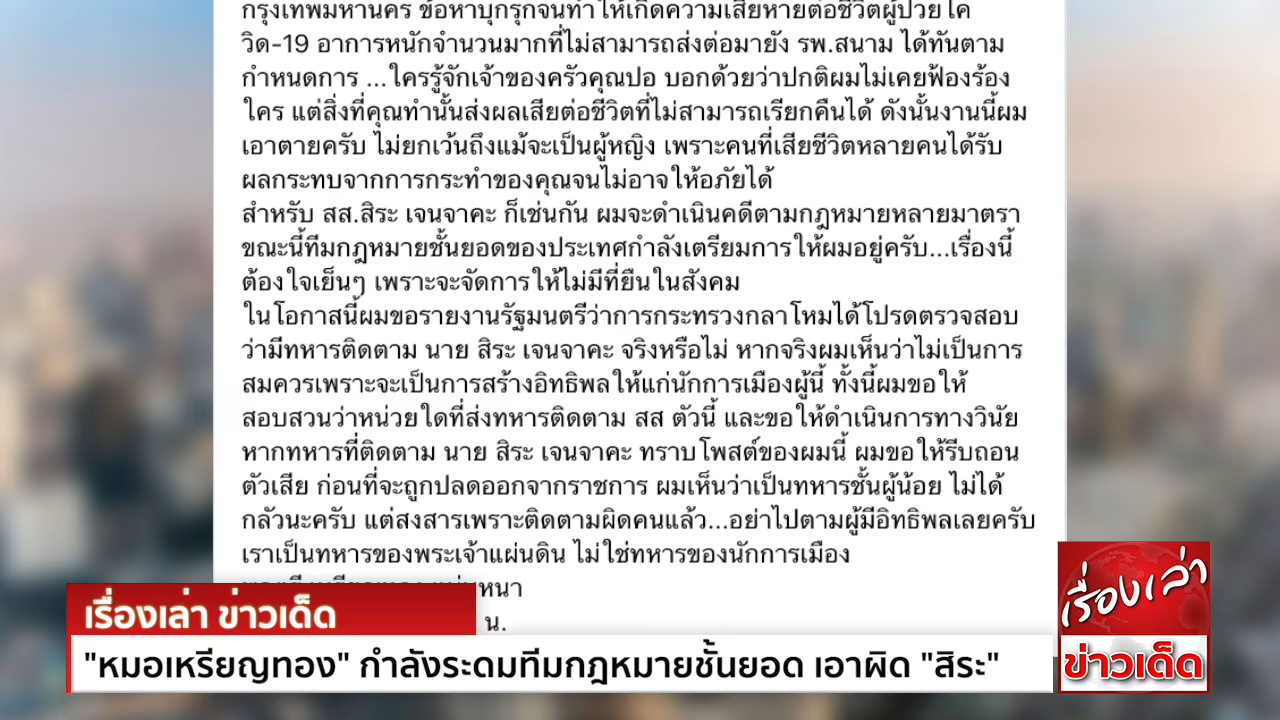 กรุงเทพมหานคร ข้อหาบุกรุกจนทำให้เกิดความเสียหายต่อชีวิตผู้ป่วยโค
วิด-19 อาการหนักจำนวนมากที่ไม่สามารถส่งต่อมายัง รพ.สนาม ได้ทันตาม
กำหนดการ ...ใครรู้จักเจ้าของครัวคุณปอ บอกด้วยว่าปกติผมไม่เคยฟ้องร้อง
ใคร แต่สิ่งที่คุณทำนั้นส่งผลเสียต่อชีวิตที่ไม่สามารถเรียกคืนได้ ดังนั้นงานนี้ผม
เอาตายครับ ไม่ยกเว้นถึงแม้จะเป็นผู้หญิง เพราะคนที่เสียชีวิตหลายคนได้รับ
ผลกระทบจากการกระทำของคุณจนไม่อาจให้อภัยได้
สำหรับ สส.สิระ เจนจาคะ ก็เช่นกัน ผมจะดำเนินคดีตามกฎหมายหลายมาตรา
ขณะนี้ทีมกฎหมายชั้นยอดของประเทศกำลังเตรียมการให้ผมอยู่ครับ...เรื่องนี้
ต้องใจเย็นๆ เพราะจะจัดการให้ไม่มีที่ยืนในสังคม
ในโอกาสนี้ผมขอรายงานรัฐมนตรีว่าการกระทรวงกลาโหมได้โปรดตรวจสอบ
ว่ามีทหารติดตาม นาย สิระ เจนจาคะ จริงหรือไม่ หากจริงผมเห็นว่าไม่เป็นการ
สมควรเพราะจะเป็นการสร้างอิทธิพลให้แก่นักการเมืองผู้นี้ ทั้งนี้ผมขอให้
สอบสวนว่าหน่วยใดที่ส่งทหารติดตาม สส ตัวนี้ และขอให้ดำเนินการทางวินัย
หากทหารที่ติดตาม นาย สิระ เจนจาคะ ทราบโพสต์ของผมนี้ ผมขอให้รีบถอน
ตัวเสีย ก่อนที่จะถูกปลดออกจากราชการ ผมเห็นว่าเป็นทหารชั้นผู้น้อย ไม่ได้
กลัวนะครับ แต่สงสารเพราะติดตามผิดคนแล้ว...อย่าไปตามผู้มีอิทธิพลเลยครับ
เราเป็นทหารของพระเจ้าแผ่นดิน ไม่ใช่ทหารของนักการเมือง
หนา
น.
เรื่องเล่า ข่าวเด็ด
"หมอเหรียญทอง" กำลังระดมทีมกฎหมายชั้นยอด เอาผิด "สิระ"
เรื่องเล่า
ข่าวเด็ด